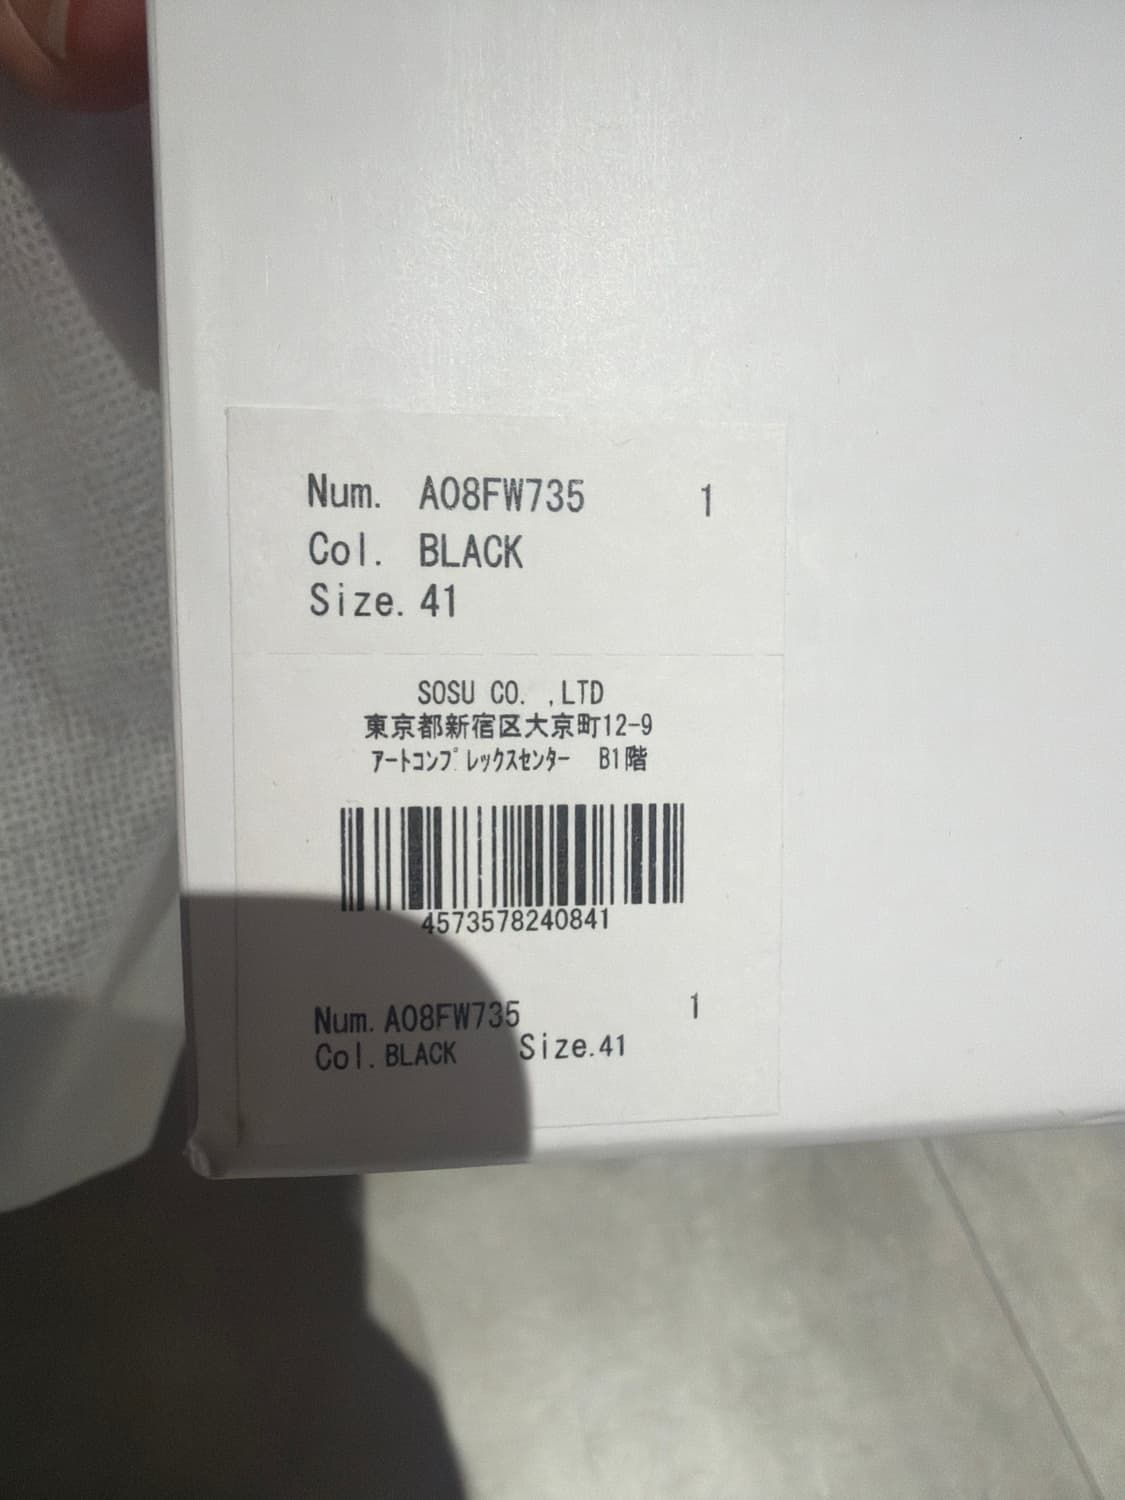 Num. A08FW735 1
Col. BLACK
Size. 41
SOSU CO. ,LTD
東京都新宿区大京町12-9
アートコンプレックスセンター B1階
4573578240841
Num. A08FW735 1
Col. BLACK Size. 41